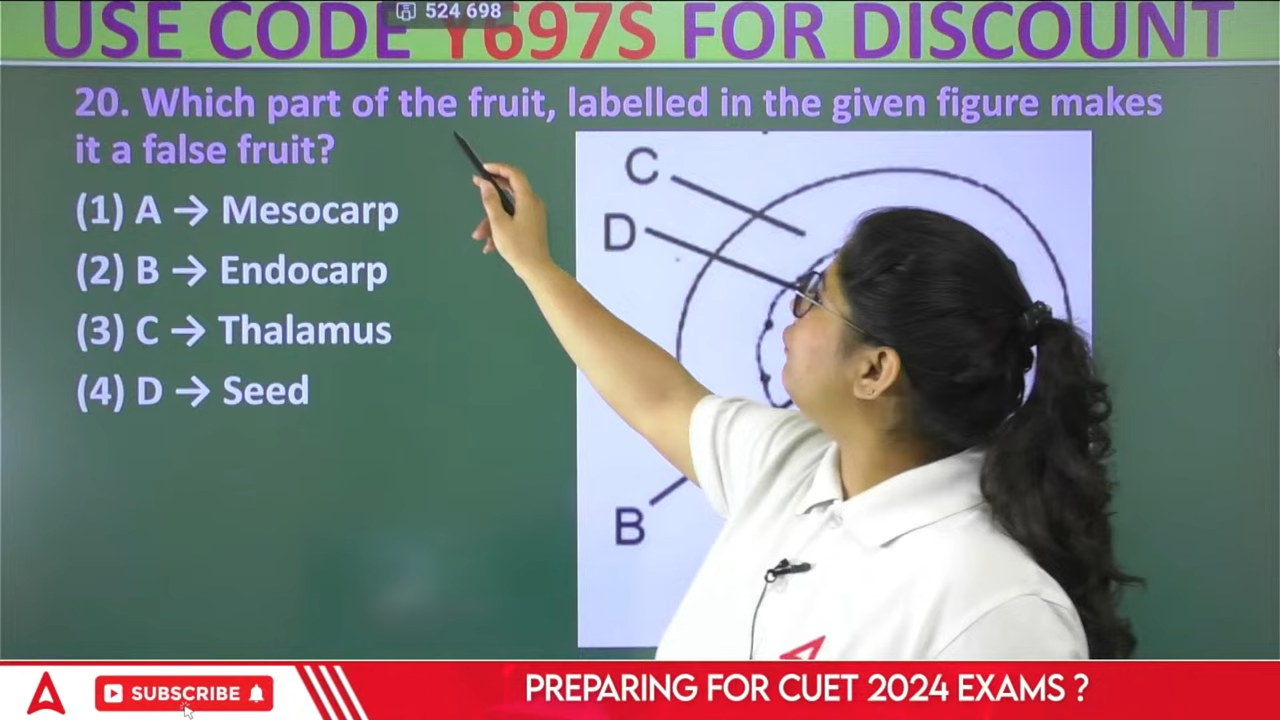 USE CODE Y697S FOR DISCOUNT
524 698
20. Which part of the fruit, labelled in the given figure makes
it a false fruit?
(1) A → Mesocarp
(2) B → Endocarp
(3) C → Thalamus
(4) D → Seed
C
D
B
SUBSCRIBE
PREPARING FOR CUET 2024 EXAMS ?